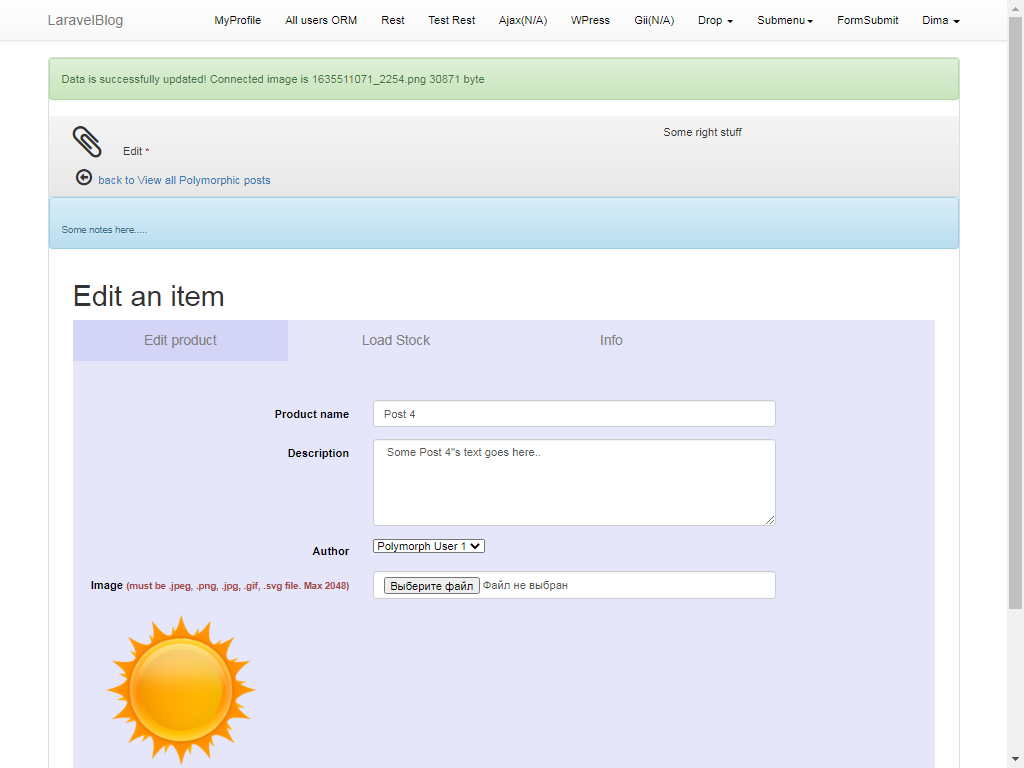 LaravelBlog MyProfile All users ORM Rest Test Rest Ajax(N/A) WPress Gii(N/A) Drop Submenu FormSubmit Dima
Data is successfully updated! Connected image is 1635511071_2254.png 30871 byte
Edit *
Some right stuff
back to View all Polymorphic posts
Some notes here.....
Edit an item
Edit product Load Stock Info
Product name Post 4
Description Some Post 4"s text goes here..
Author Polymorph User 1
Image (must be .jpeg, .png, .jpg, .gif, .svg file. Max 2048) Выберите файл Файл не выбран